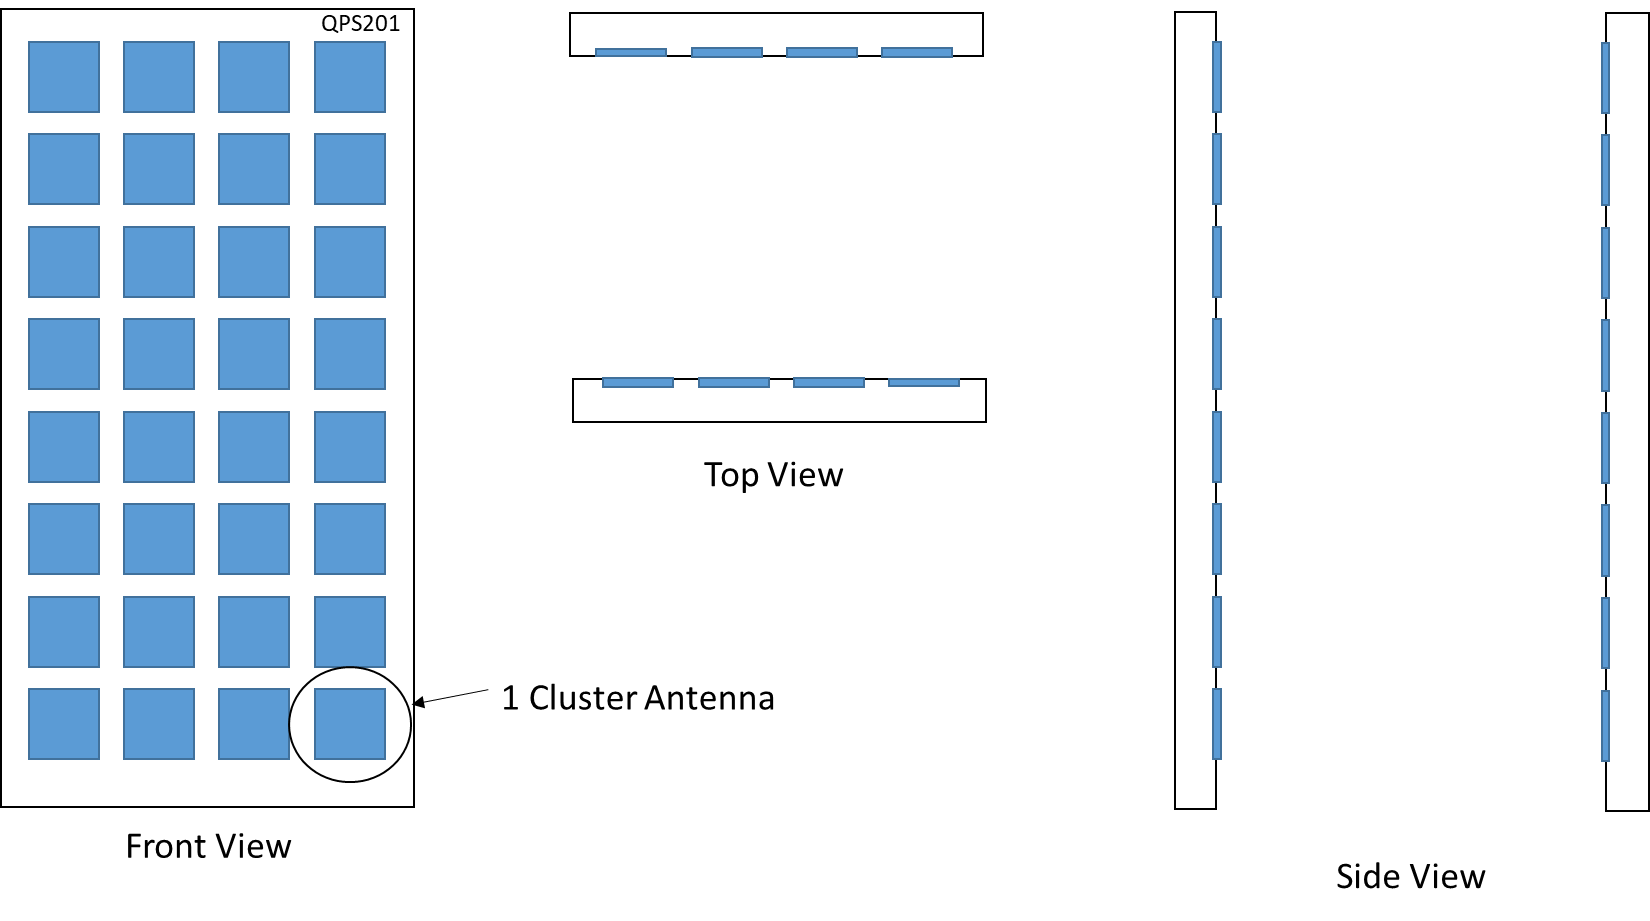 QPS201
Top View
1 Cluster Antenna
Front View
Side View